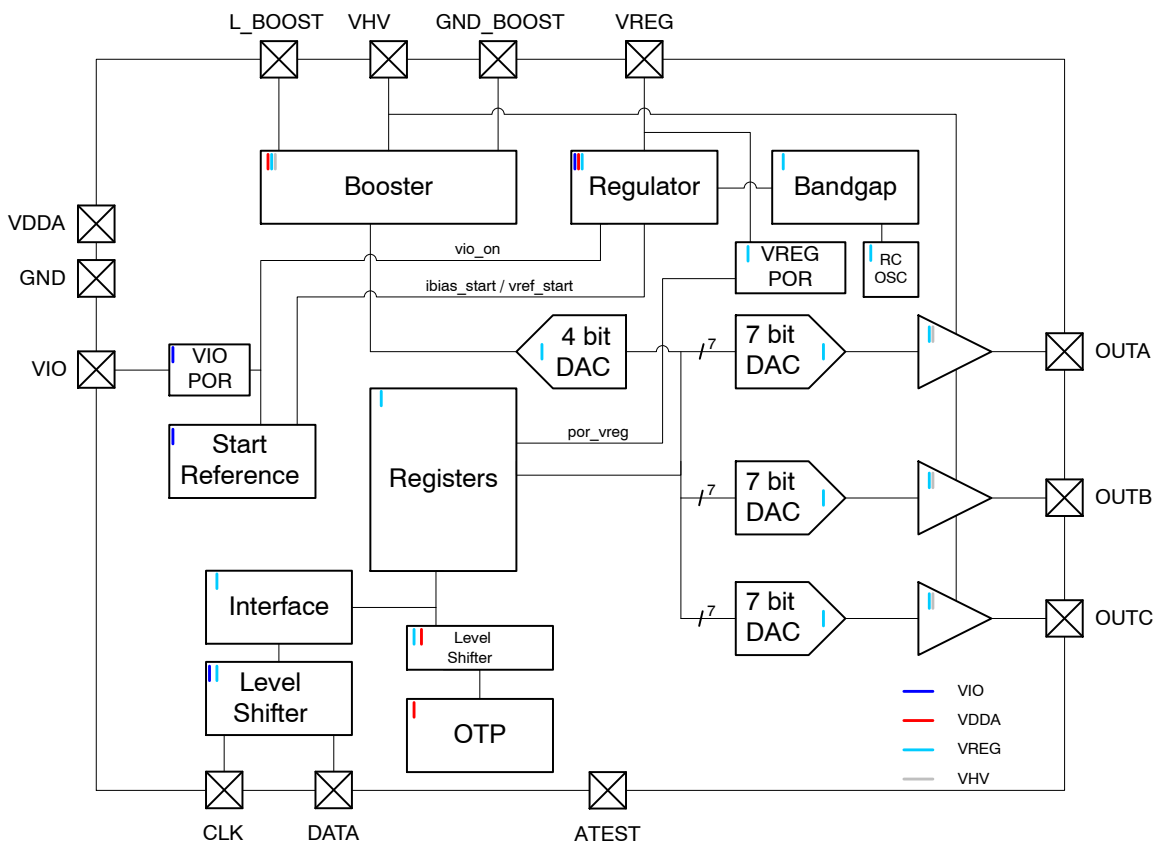 L_BOOST
VHV
GND_BOOST
VREG
Booster
Regulator
Bandgap
VDDA
GND
vio_on
VREG
POR
RC
OSC
ibias_start / vref_start
VIO
VIO
POR
4 bit
DAC
7
7 bit
DAC
OUTA
Start
Reference
por_vreg
Registers
7
7 bit
DAC
OUTB
Interface
Level
Shifter
7
7 bit
DAC
OUTC
Level
Shifter
OTP
VIO
VDDA
VREG
VHV
CLK
DATA
ATEST